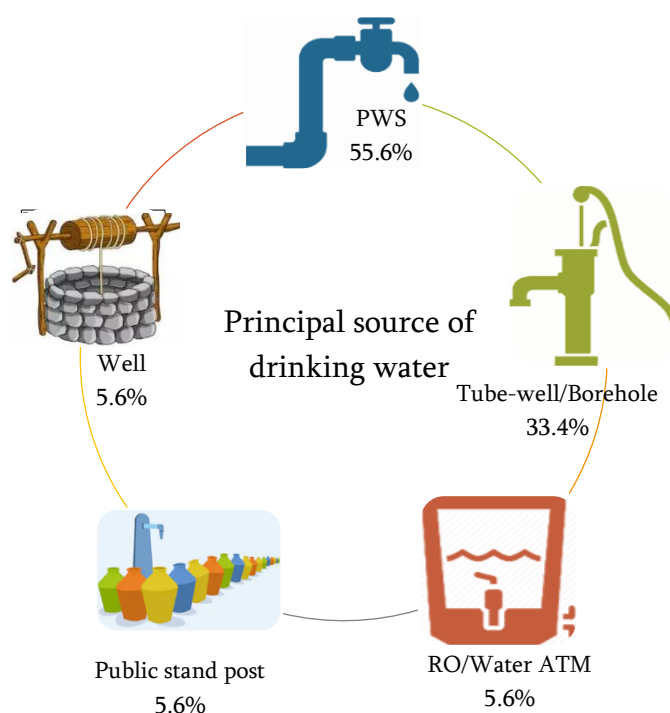 PWS
55.6%
Principal source of
drinking water
Well
5.6%
Tube-well/Borehole
33.4%
Public stand post
5.6%
RO/Water ATM
5.6%